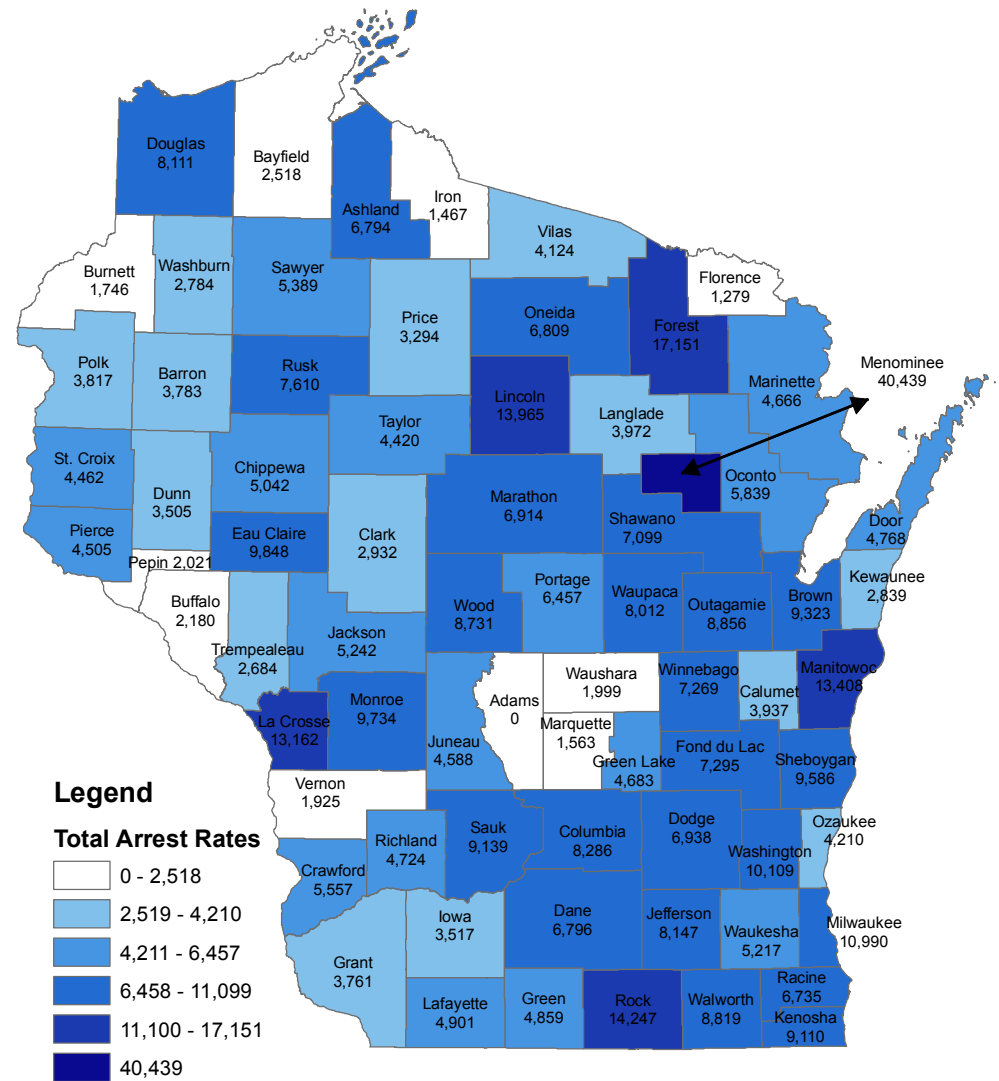 Douglas
8,111
Bayfield
2,518
Iron
1,467
Ashland
6,794
Vilas
4,124
Burnett
1,746
Washburn
2,784
Sawyer
5,389
Florence
1,279
Price
3,294
Oneida
6,809
Forest
17,151
Polk
3,817
Barron
3,783
Rusk
7,610
Menominee
40,439
Marinette
4,666
Lincoln
13,965
Taylor
4,420
Langlade
3,972
St. Croix
4,462
Chippewa
5,042
Oconto
5,839
Dunn
3,505
Marathon
6,914
Shawano
7,099
Pierce
4,505
Eau Claire
9,848
Clark
2,932
Door
4,768
Pepin 2,021
Portage
6,457
Waupaca
8,012
Outagamie
8,856
Brown
9,323
Kewaunee
2,839
Buffalo
2,180
Wood
8,731
Trempealeau
2,684
Jackson
5,242
Waushara
1,999
Winnebago
7,269
Calumet
3,937
Manitowoc
13,408
Adams
0
Monroe
9,734
La Crosse
13,162
Marquette
1,563
Juneau
4,588
Green Lake
4,683
Fond du Lac
7,295
Sheboygan
9,586
Vernon
1,925
Richland
4,724
Sauk
9,139
Columbia
8,286
Dodge
6,938
Washington
10,109
Ozaukee
4,210
Crawford
5,557
Iowa
3,517
Dane
6,796
Jefferson
8,147
Waukesha
5,217
Milwaukee
10,990
Grant
3,761
Lafayette
4,901
Green
4,859
Rock
14,247
Walworth
8,819
Racine
6,735
Kenosha
9,110
Legend
Total Arrest Rates
0 - 2,518
2,519 - 4,210
4,211 - 6,457
6,458 - 11,099
11,100 - 17,151
40,439